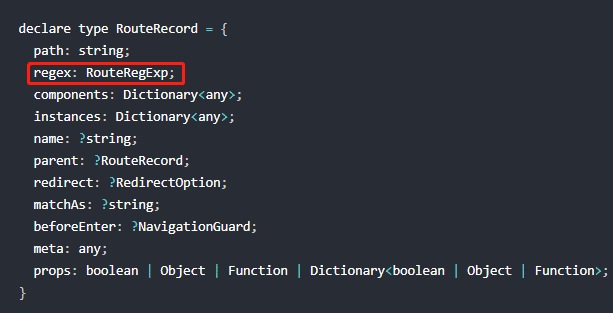 declare type RouteRecord = {
path: string;
regex: RouteRegExp;
components: Dictionary<any>;
instances: Dictionary<any>;
name: ?string;
parent: ?RouteRecord;
redirect: ?RedirectOption;
matchAs: ?string;
beforeEnter: ?NavigationGuard;
meta: any;
props: boolean | Object | Function | Dictionary<boolean | Object | Function>;
}